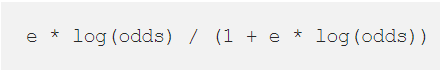 e * log(odds) / (1 + e * log(odds))